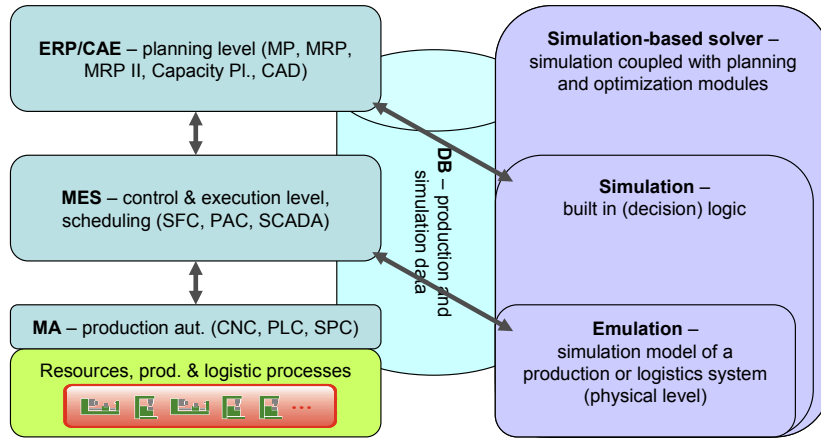 ERP/CAE – planning level (MP, MRP,
MRP II, Capacity Pl., CAD)
MES – control & execution level,
scheduling (SFC, PAC, SCADA)
MA – production aut. (CNC, PLC, SPC)
Resources, prod. & logistic processes
...
DB – production and
simulation data
Simulation-based solver –
simulation coupled with planning
and optimization modules
Simulation –
built in (decision) logic
Emulation –
simulation model of a
production or logistics system
(physical level)